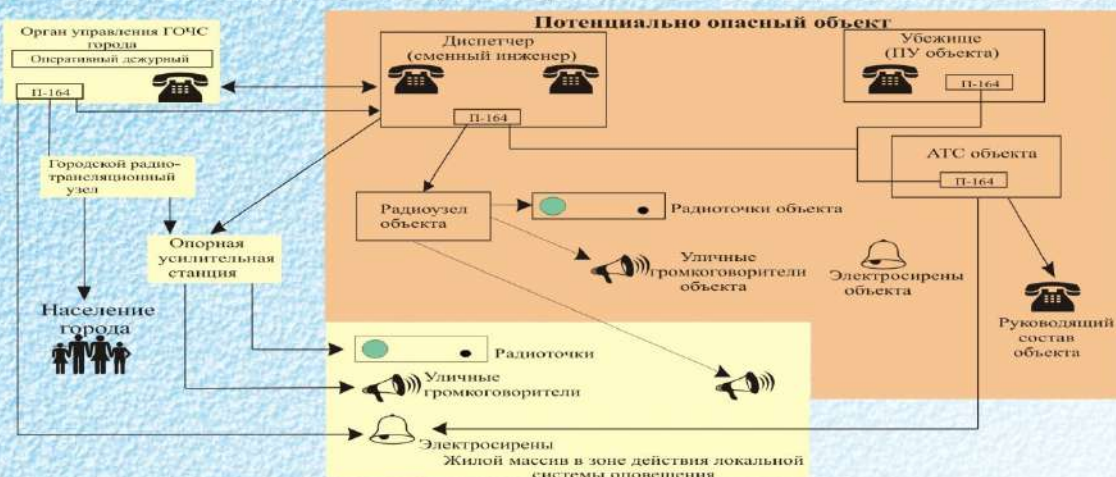 Потенциально опасный объект
Орган управления ГОЧС
города
Оперативный дежурный
П-164
Диспетчер
(сменный инженер)
П-164
Убежище
(ПУ объекта)
П-164
АТС объекта
П-164
Городской радио-
трансляционный
узел
Радиоузел
объекта
Радиоточки объекта
Опорная
усилительная
станция
Уличные
громкоговорители
объекта
Электросирены
объекта
Руководящий
состав
объекта
Население
города
Радиоточки
Уличные
громкоговорители
Электросирены
Жилой массив в зоне действия локальной
системы оповещения